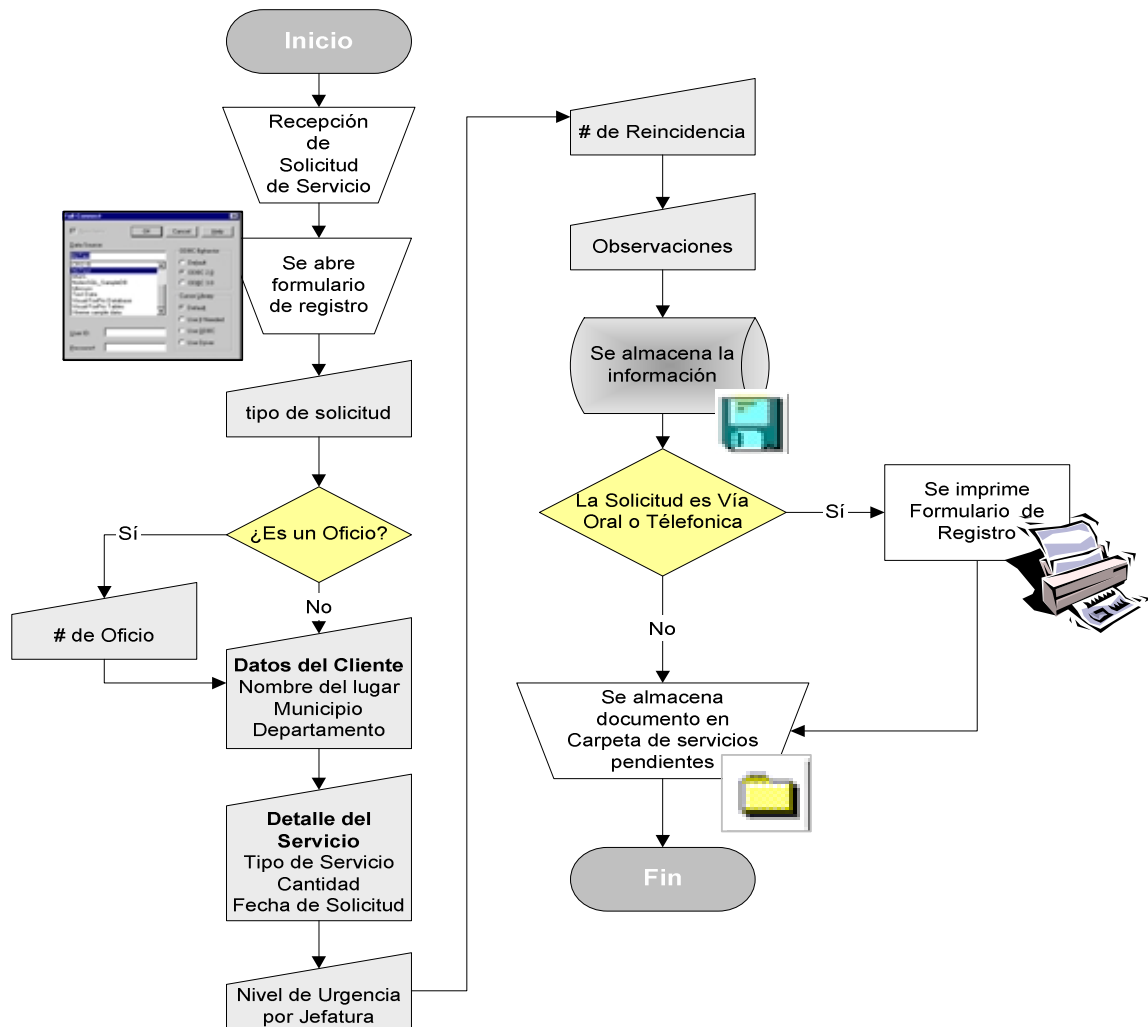 Inicio
Recepción
de
Solicitud
de Servicio
Se abre
formulario
de registro
Cancel
Help
Default
tipo de solicitud
¿Es un Oficio?
Sí
No
# de Oficio
Datos del Cliente
Nombre del lugar
Municipio
Departamento
Detalle del
Servicio
Tipo de Servicio
Cantidad
Fecha de Solicitud
Nivel de Urgencia
por Jefatura
# de Reincidencia
Observaciones
Se almacena la
información
La Solicitud es Vía
Oral o Télefonica
Sí
No
Se imprime
Formulario de
Registro
Se almacena
documento en
Carpeta de servicios
pendientes
Fin